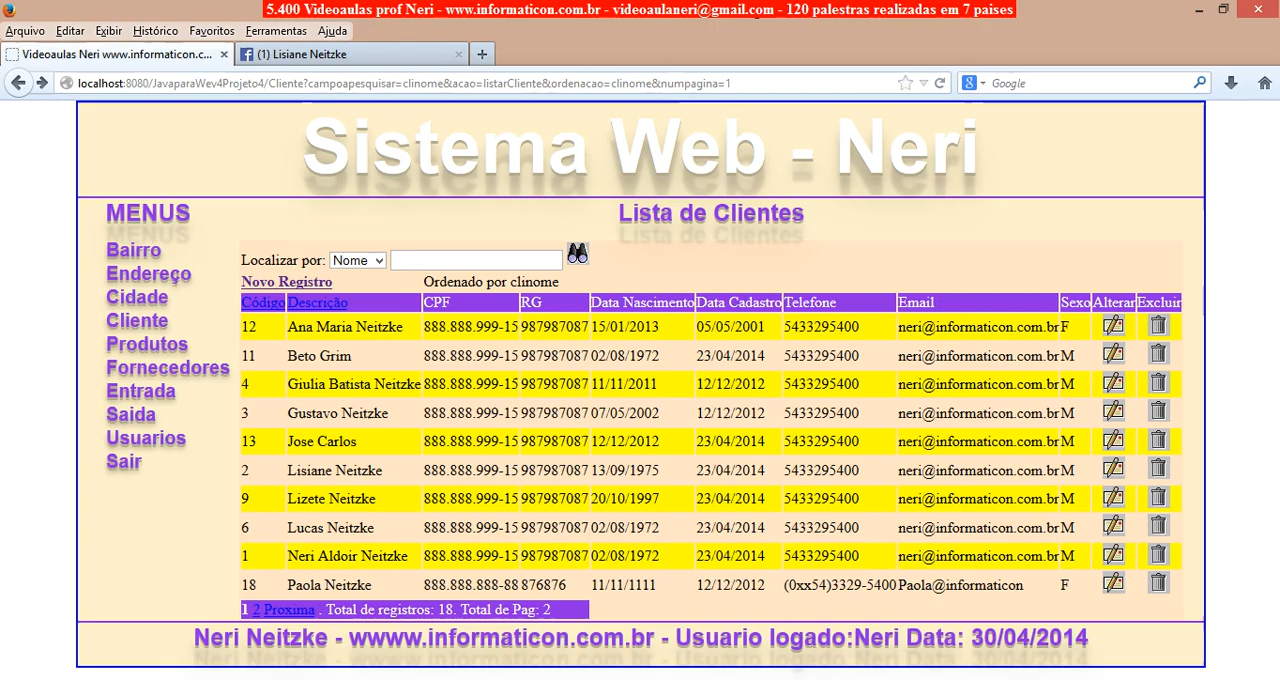 5.400 Videoaulas prof Neri - www.informaticon.com.br - videoaulaneri@gmail.com - 120 palestras realizadas em 7 paises
Arquivo Editar Exibir Histórico Favoritos Ferramentas Ajuda
Videoaulas Neri www.informaticon.c... × (1) Lisiane Neitzke × +
localhost:8080/JavaparaWev4Projeto4/Cliente?campoapesquisar=clinome&acao=listarCliente&ordenacao=clinome&numpagina=1 Google
Sistema Web - Neri
MENUS
Bairro
Endereço
Cidade
Cliente
Produtos
Fornecedores
Entrada
Saida
Usuarios
Sair
Lista de Clientes
Localizar por: Nome
Novo Registro Ordenado por clinome
Código Descrição CPF RG Data Nascimento Data Cadastro Telefone Email Sexo Alterar Excluir
12 Ana Maria Neitzke 888.888.999-15 987987087 15/01/2013 05/05/2001 5433295400 neri@informaticon.com.br F
11 Beto Grim 888.888.999-15 987987087 02/08/1972 23/04/2014 5433295400 neri@informaticon.com.br M
4 Giulia Batista Neitzke 888.888.999-15 987987087 11/11/2011 12/12/2012 5433295400 neri@informaticon.com.br M
3 Gustavo Neitzke 888.888.999-15 987987087 07/05/2002 12/12/2012 5433295400 neri@informaticon.com.br M
13 Jose Carlos 888.888.999-15 987987087 12/12/2012 23/04/2014 5433295400 neri@informaticon.com.br M
2 Lisiane Neitzke 888.888.999-15 987987087 13/09/1975 23/04/2014 5433295400 neri@informaticon.com.br M
9 Lizete Neitzke 888.888.999-15 987987087 20/10/1997 23/04/2014 5433295400 neri@informaticon.com.br M
6 Lucas Neitzke 888.888.999-15 987987087 02/08/1972 23/04/2014 5433295400 neri@informaticon.com.br M
1 Neri Aldoir Neitzke 888.888.999-15 987987087 02/08/1972 23/04/2014 5433295400 neri@informaticon.com.br M
18 Paola Neitzke 888.888.888-88 876876 11/11/1111 12/12/2012 (0xx54)3329-5400 Paola@informaticon F
1 2 Proxima . Total de registros: 18. Total de Pag: 2
Neri Neitzke - wwww.informaticon.com.br - Usuario logado:Neri Data: 30/04/2014